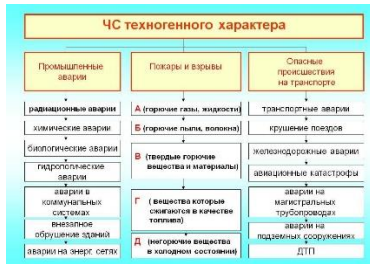 ЧС техногенного характера
Промышленные
аварии
радиационные аварии
химические аварии
биологические аварии
гидрологические
аварии
аварии в
коммунальных
системах
внезапное
обрушение зданий
аварии на энерг. сетях
Пожары и взрывы
А (горючие газы, жидкости)
Б (горючие пыли, волокна)
В (твердые горючие
вещества и материалы)
Г ( вещества которые
сжигаются в качестве
топлива)
Д (негорючие вещества
в холодном состоянии)
Опасные
происшествия
на транспорте
транспортные аварии
крушение поездов
железнодорожные аварии
авиационные катастрофы
аварии на
магистральных
трубопроводах
аварии на
подземных сооружениях
ДТП